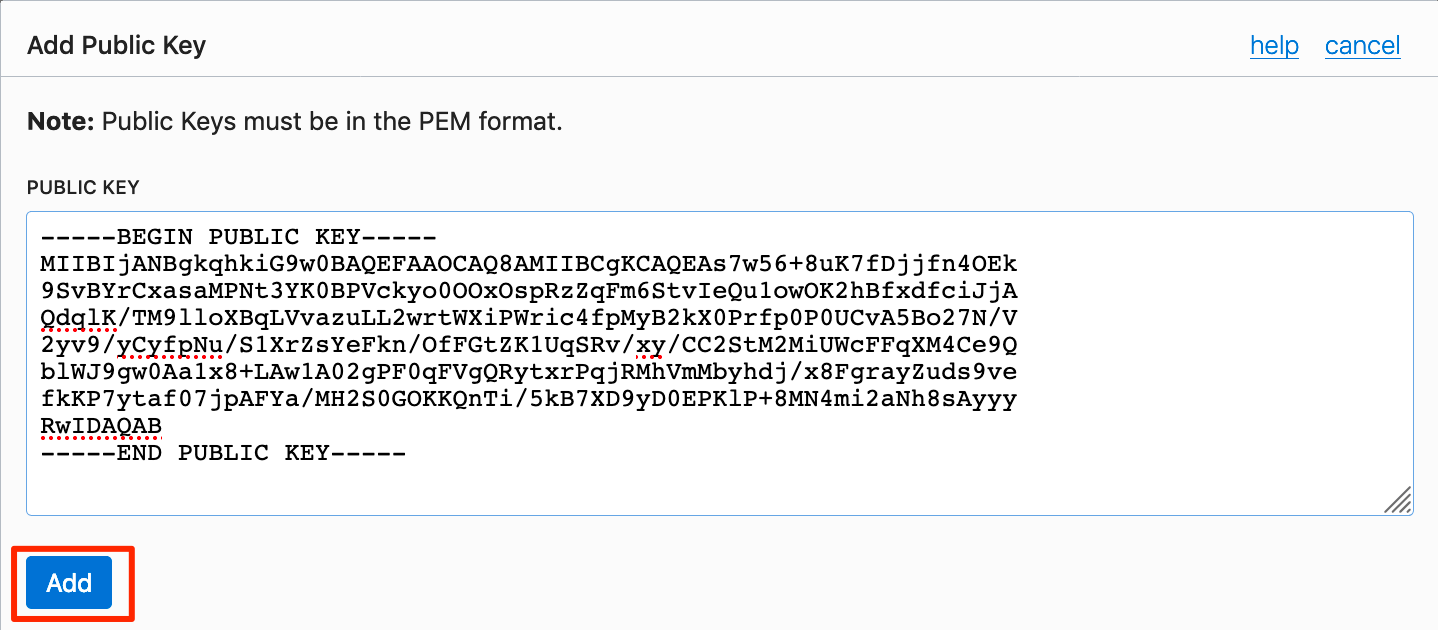 Add Public Key help cancel
Note: Public Keys must be in the PEM format.
PUBLIC KEY
-----BEGIN PUBLIC KEY-----
MIIBIjANBgkqhkiG9w0BAQEFAAOCAQ8AMIIBCgKCAQEAs7w56+8uK7fDjjfn4OEk
9SvBYrCxasaMPNt3YK0BPVckyo0OOxOspRzZqFm6StvIeQu1owOK2hBfxdfciJjA
QdqlK/TM9lloXBqLVvazuLL2wrtWXiPWric4fpMyB2kX0Prfp0P0UCvA5Bo27N/V
2yv9/yCyfpNu/S1XrZsYeFkn/OfFGtZK1UqSRv/xy/CC2StM2MiUWcFFqXM4Ce9Q
blWJ9gw0Aa1x8+LAw1A02gPF0qFVgQRytxrPqjRMhVmMbyhdj/x8FgrayZuds9ve
fkKP7ytaf07jpAFYa/MH2S0GOKKQnTi/5kB7XD9yD0EPKlP+8MN4mi2aNh8sAyyy
RwIDAQAB
-----END PUBLIC KEY-----
Add